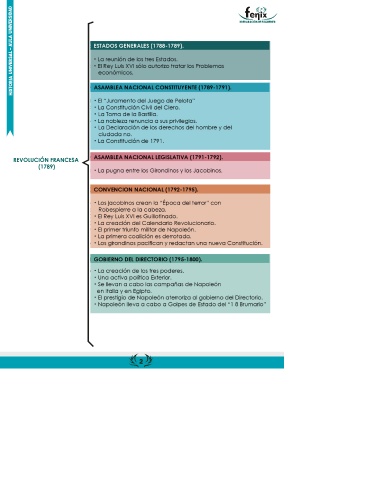 HISTORIA UNIVERSAL - AULA UNIVERSIDAD
fenix
REVOLUCIÓN FRANCESA
(1789)
ESTADOS GENERALES (1788-1789).
• La reunión de los tres Estados.
• El Rey Luis XVI sólo autoriza tratar los Problemas
económicos.
ASAMBLEA NACIONAL CONSTITUYENTE (1789-1791).
• El "Juramento del Juego de Pelota"
• La Constitución Civil del Clero.
• La Toma de la Bastilla.
• La nobleza renuncia a sus privilegios.
• La Declaración de los derechos del hombre y del
ciudadano.
• La Constitución de 1791.
ASAMBLEA NACIONAL LEGISLATIVA (1791-1792).
• La pugna entre los Girondinos y los Jacobinos.
CONVENCION NACIONAL (1792-1795).
• Los jacobinos crean la "Época del terror" con
Robespierre a la cabeza.
• El Rey Luis XVI es Guillotinado.
• La creación del Calendario Revolucionario.
• El primer triunfo militar de Napoleón.
• La primera coalición es derrotada.
• Los girondinos pacifican y redactan una nueva Constitución.
GOBIERNO DEL DIRECTORIO (1795-1800).
• La creación de los tres poderes.
• Una activa política Exterior.
• Se llevan a cabo las campañas de Napoleón
en Italia y en Egipto.
• El prestigio de Napoleón aterroriza al gobierno del Directorio.
• Napoleón lleva a cabo a Golpes de Estado del "18 Brumario"
2